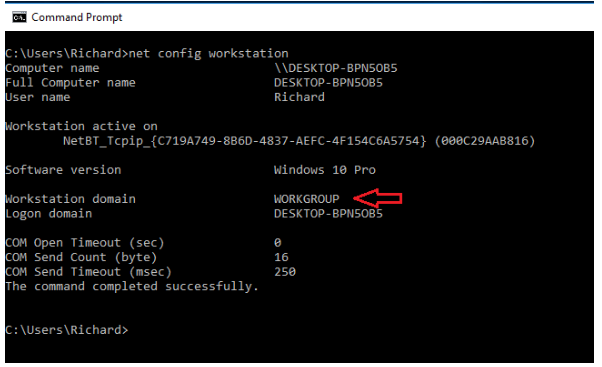 Command Prompt
C:\Users\Richard>net config workstation
Computer name \\DESKTOP-BPN5OB5
Full Computer name DESKTOP-BPN5OB5
User name Richard
Workstation active on
NetBT_Tcpip_{C719A749-8B6D-4837-AEFC-4F154C6A5754} (000C29AAB816)
Software version Windows 10 Pro
Workstation domain WORKGROUP
Logon domain DESKTOP-BPN5OB5
COM Open Timeout (sec) 0
COM Send Count (byte) 16
COM Send Timeout (msec) 250
The command completed successfully.
C:\Users\Richard>